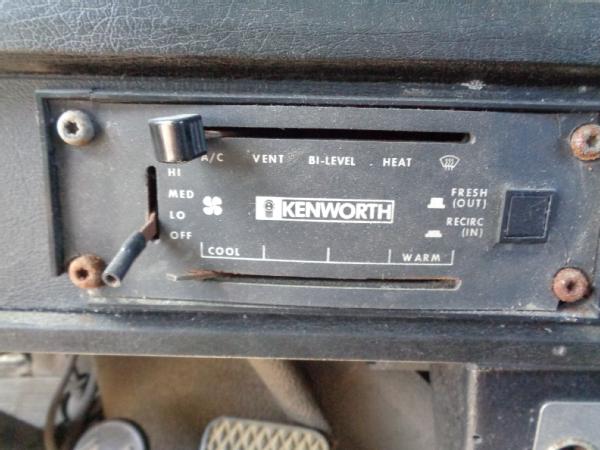 A/C VENT BI-LEVEL . HEAT
HI
MED
LO
OFF
KENWORTH
FRESH
(OUT)
RECIRC
(IN)
COOL
WARM